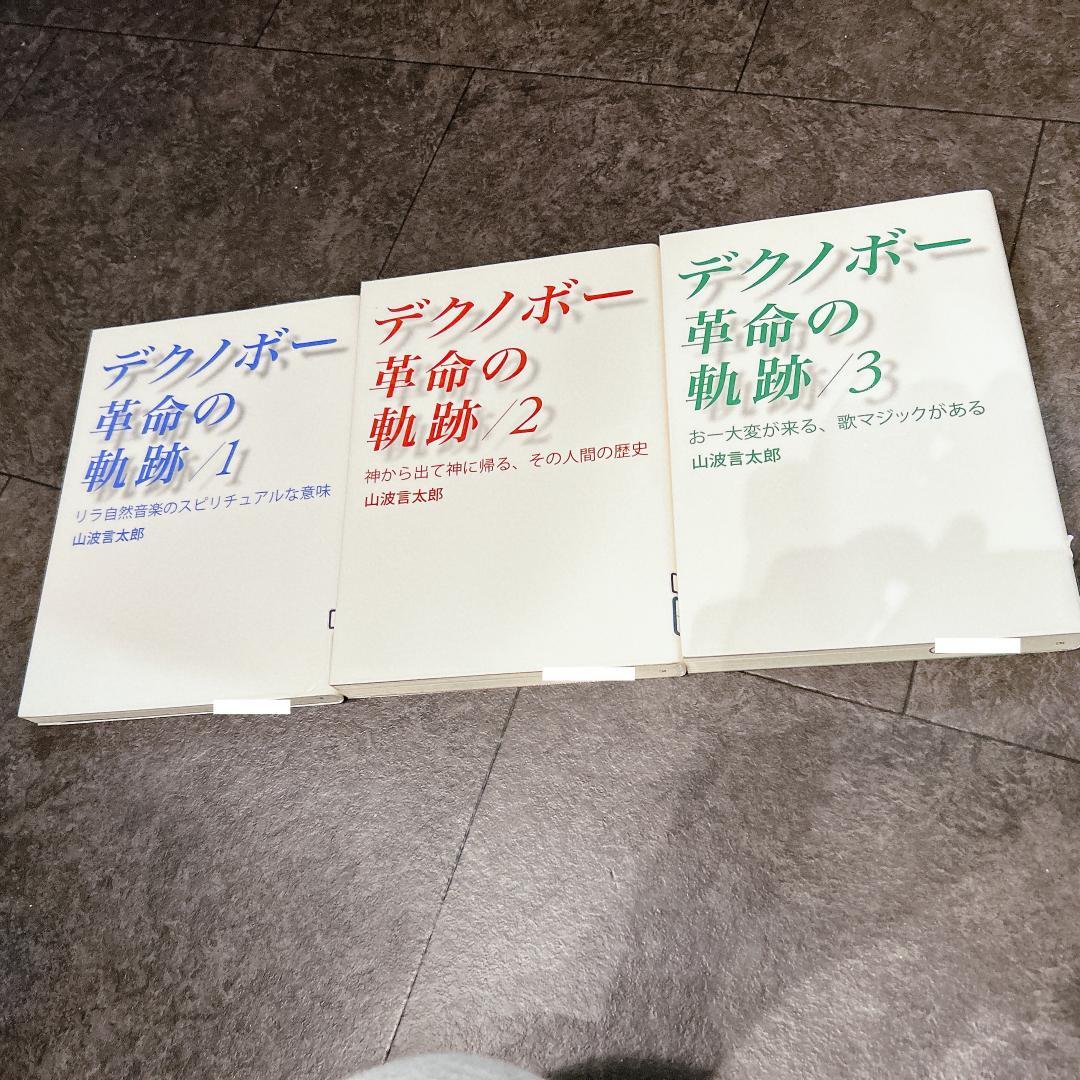 デクノボー
革命の
軌跡/1
リラ自然音楽のスピリチュアルな意味
山波言太郎
デクノボー
革命の
軌跡/2
神から出て神に帰る、その人間の歴史
山波言太郎
デクノボー
革命の
軌跡/3
おー大変が来る、歌マジックがある
山波言太郎